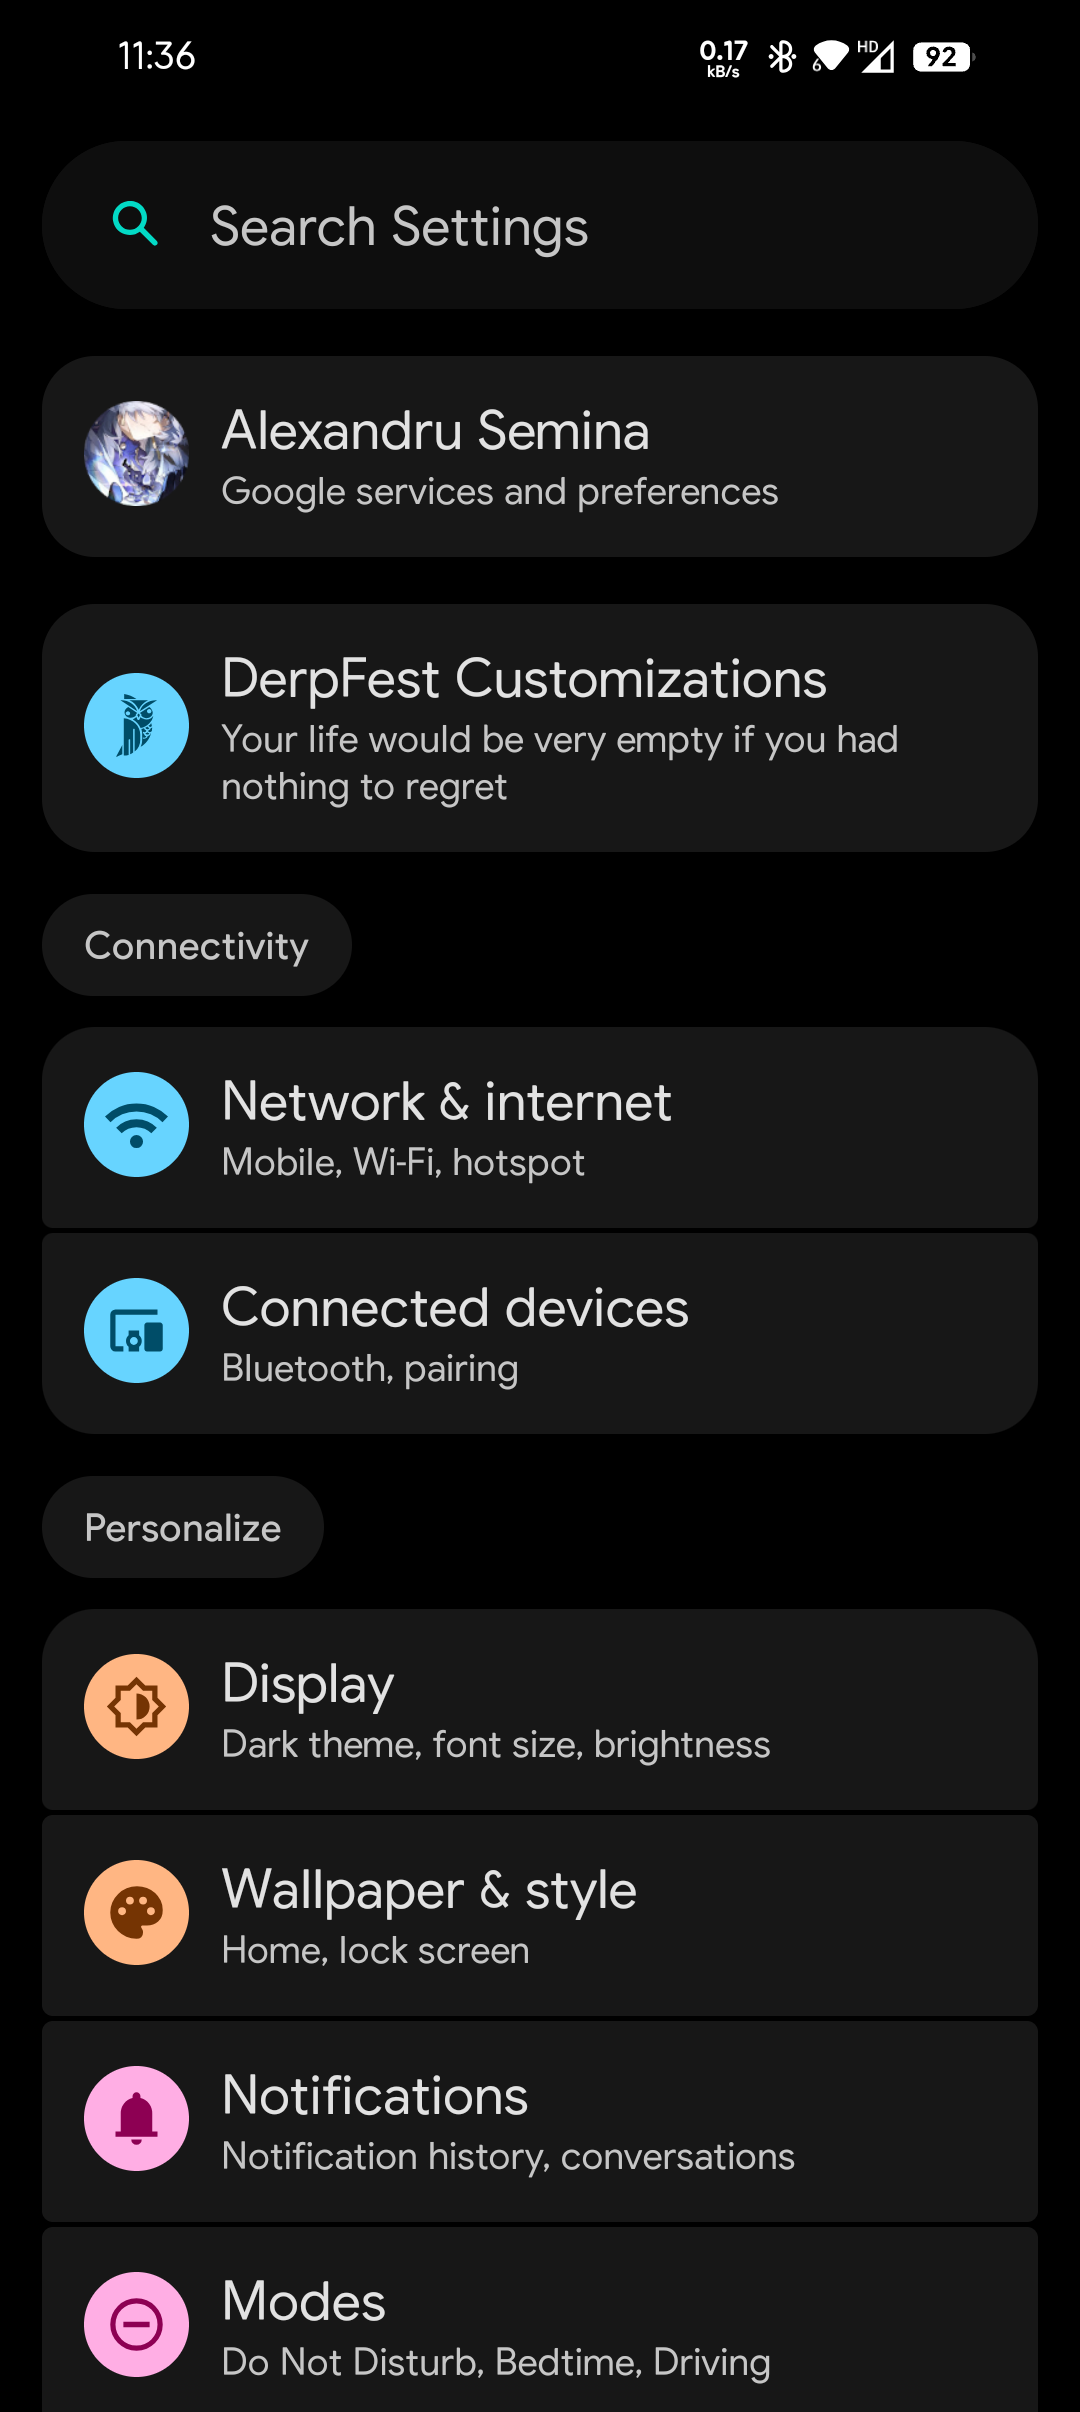 11:36
0.17
kB/s
6
HD
92
Search Settings
Alexandru Semina
Google services and preferences
DerpFest Customizations
Your life would be very empty if you had
nothing to regret
Connectivity
Network & internet
Mobile, Wi-Fi, hotspot
Connected devices
Bluetooth, pairing
Personalize
Display
Dark theme, font size, brightness
Wallpaper & style
Home, lock screen
Notifications
Notification history, conversations
Modes
Do Not Disturb, Bedtime, Driving